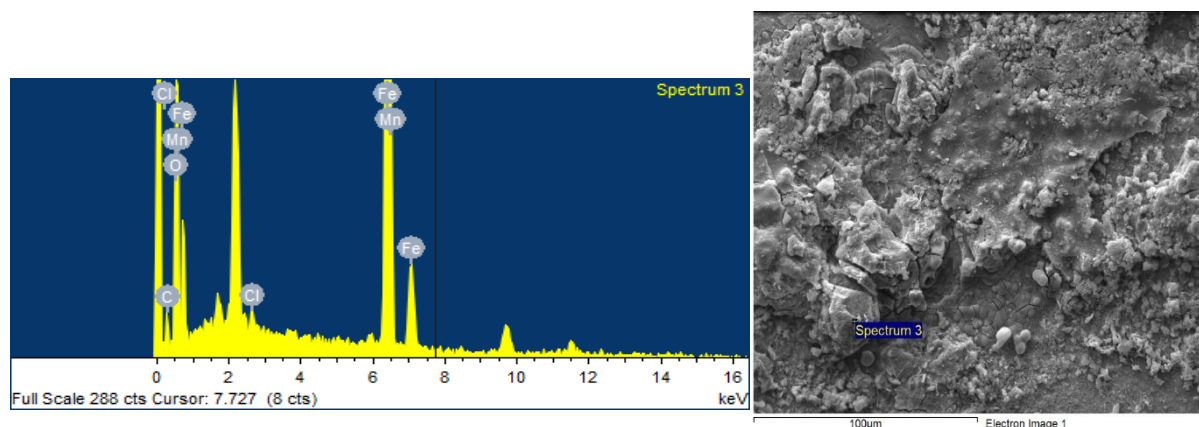 Spectrum 3
Cl
Fe
Fe
Mn
Mn
O
Fe
C
Cl
0 2 4 6 8 10 12 14 16
Full Scale 288 cts Cursor: 7.727 (8 cts) keV
Spectrum 3
100µm Electron Image 1